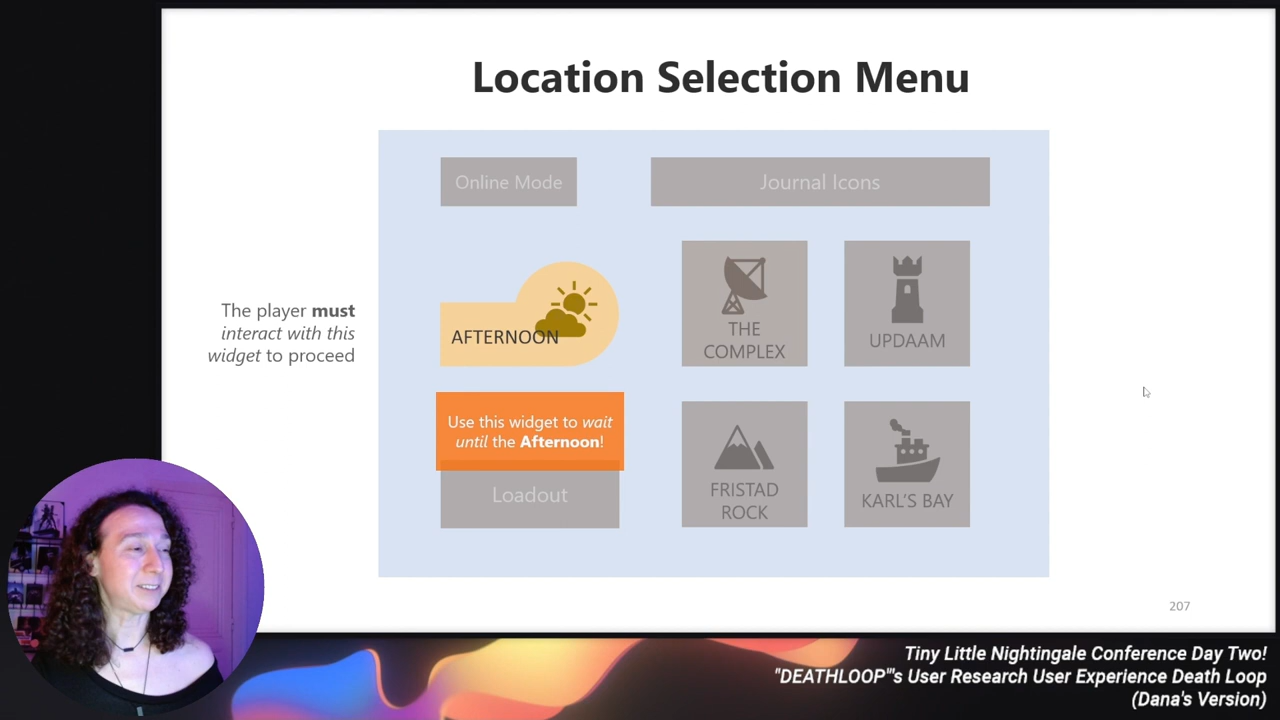 Location Selection Menu
Online Mode
Journal Icons
The player must
interact with this
widget to proceed
AFTERNOON
THE
COMPLEX
UPDAAM
Use this widget to wait
until the Afternoon!
Loadout
FRISTAD
ROCK
KARL'S BAY
207
Tiny Little Nightingale Conference Day Two!
"DEATHLOOP"'s User Research User Experience Death Loop
(Dana's Version)